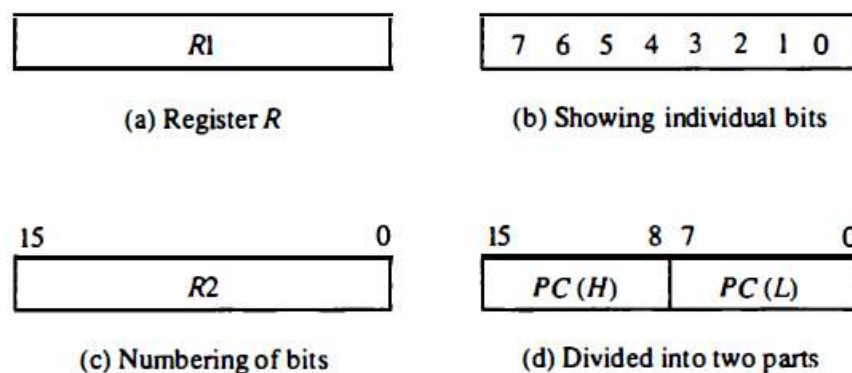 R1
7 6 5 4 3 2 1 0
(a) Register R
(b) Showing individual bits
15 0
15 8 7 0
R2
PC (H) PC (L)
(c) Numbering of bits
(d) Divided into two parts